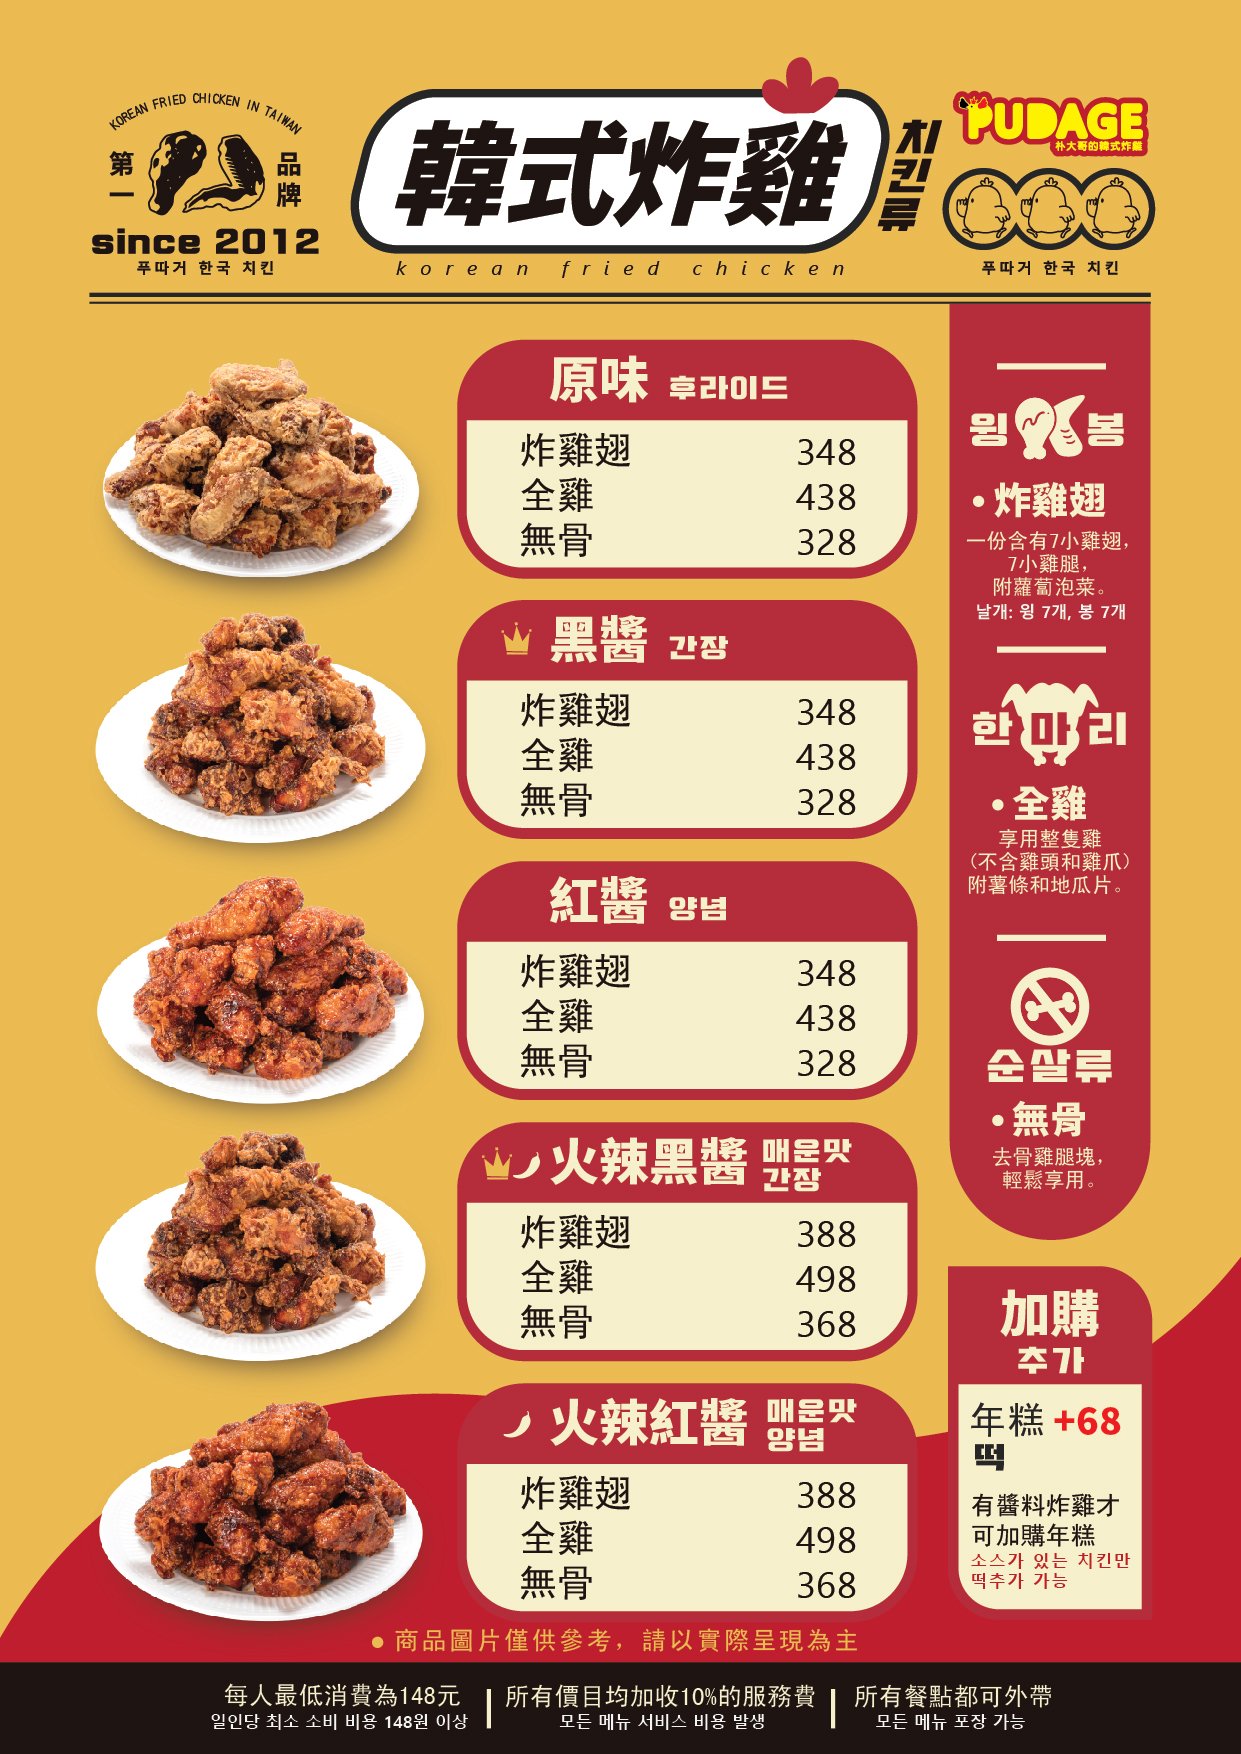 KOREAN FRIED CHICKEN IN TAIWAN
第一 品牌
since 2012
푸따거 한국 치킨
韓式炸雞
치킨류
korean fried chicken
PUDAGE
朴大哥的韓式炸雞
푸따거 한국 치킨
原味 후라이드
炸雞翅 348
全雞 438
無骨 328
黑醬 간장
炸雞翅 348
全雞 438
無骨 328
紅醬 양념
炸雞翅 348
全雞 438
無骨 328
火辣黑醬 매운맛 간장
炸雞翅 388
全雞 498
無骨 368
火辣紅醬 매운맛 양념
炸雞翅 388
全雞 498
無骨 368
윙 봉
• 炸雞翅
一份含有7小雞翅，
7小雞腿，
附蘿蔔泡菜。
날개: 윙 7개, 봉 7개
한 마 리
• 全雞
享用整隻雞
（不含雞頭和雞爪）
附薯條和地瓜片。
순살류
• 無骨
去骨雞腿塊，
輕鬆享用。
加購
추가
年糕 +68
떡
有醬料炸雞才
可加購年糕
소스가 있는 치킨만
떡추가 가능
● 商品圖片僅供參考，請以實際呈現為主
每人最低消費為148元
일인당 최소 소비 비용 148원 이상
所有價目均加收10%的服務費
모든 메뉴 서비스 비용 발생
所有餐點都可外帶
모든 메뉴 포장 가능